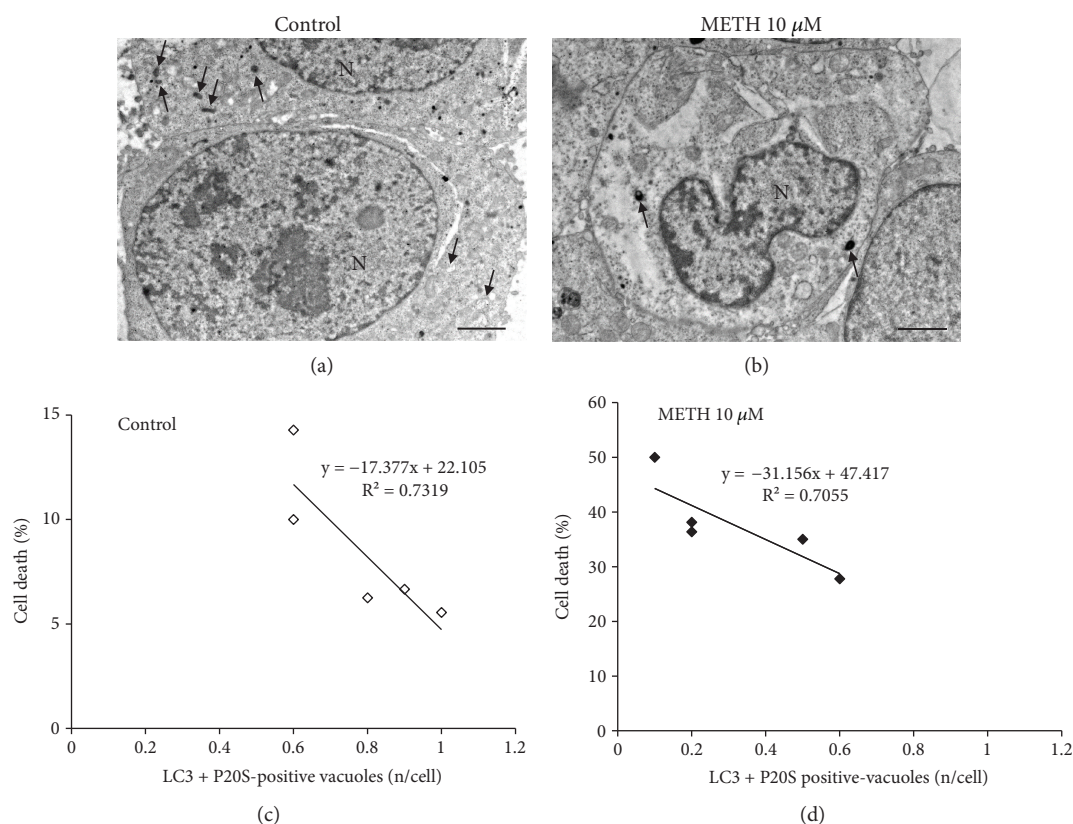 Control
METH 10 μM
N
N
N
(a)
(b)
15
10
5
0
Cell death (%)
Control
y = −17.377x + 22.105
R² = 0.7319
0 0.2 0.4 0.6 0.8 1 1.2
LC3 + P20S-positive vacuoles (n/cell)
(c)
60
50
40
30
20
10
0
Cell death (%)
METH 10 μM
y = −31.156x + 47.417
R² = 0.7055
0 0.2 0.4 0.6 0.8 1 1.2
LC3 + P20S positive-vacuoles (n/cell)
(d)